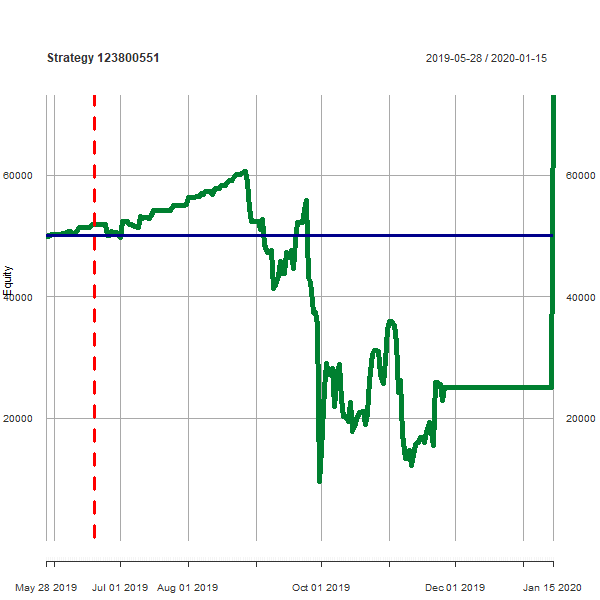 Strategy 123800551
2019-05-28 / 2020-01-15
60000
60000
Equity
40000
40000
20000
20000
May 28 2019
Jul 01 2019
Aug 01 2019
Oct 01 2019
Dec 01 2019
Jan 15 2020